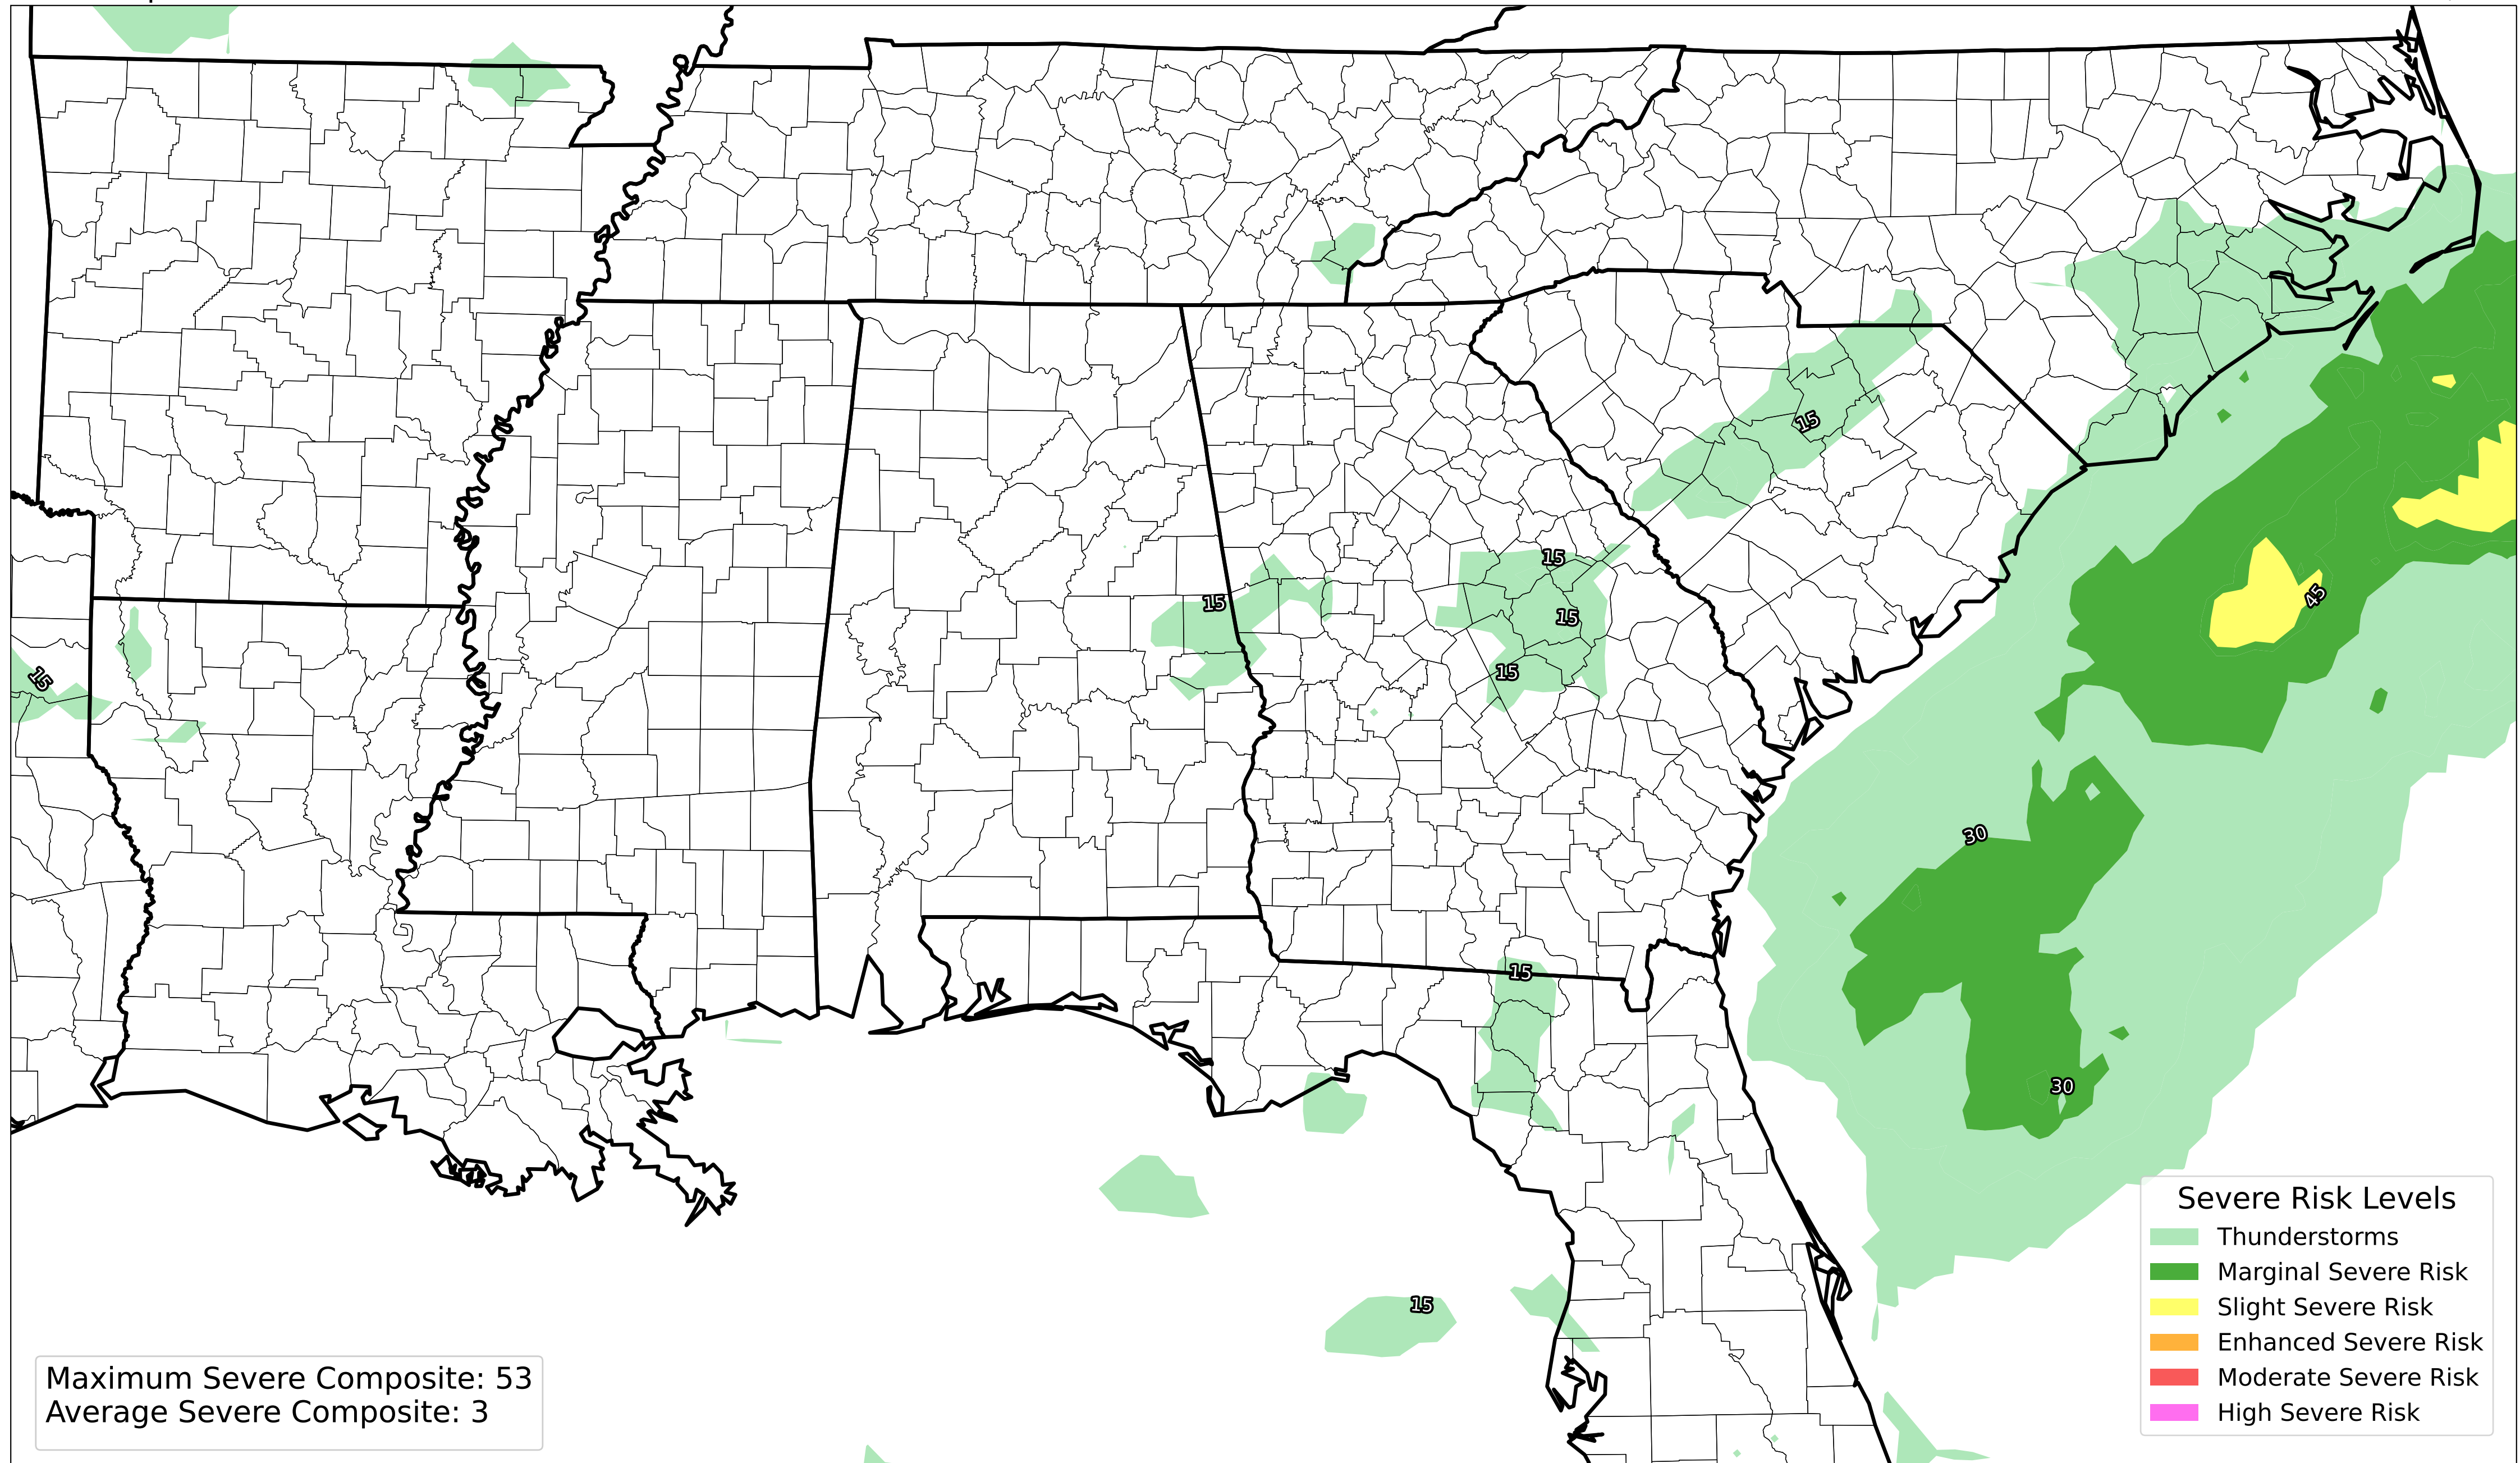 15
15
15
15
45
15
15
30
15
30
15
Severe Risk Levels
Thunderstorms
Marginal Severe Risk
Slight Severe Risk
Enhanced Severe Risk
Moderate Severe Risk
High Severe Risk
Maximum Severe Composite: 53
Average Severe Composite: 3